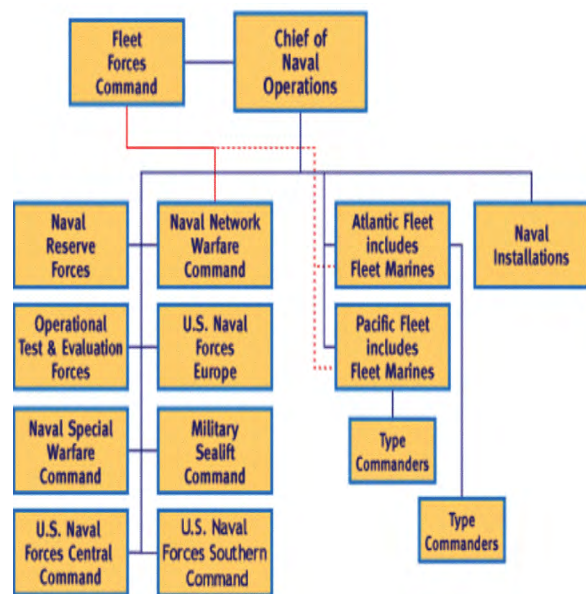 Fleet
Forces
Command
Chief of
Naval
Operations
Naval
Reserve
Forces
Naval Network
Warfare
Command
Atlantic Fleet
includes
Fleet Marines
Naval
Installations
Operational
Test & Evaluation
Forces
U.S. Naval
Forces
Europe
Pacific Fleet
includes
Fleet Marines
Naval Special
Warfare
Command
Military
Sealift
Command
Type
Commanders
U.S. Naval
Forces Central
Command
U.S. Naval
Forces Southern
Command
Type
Commanders